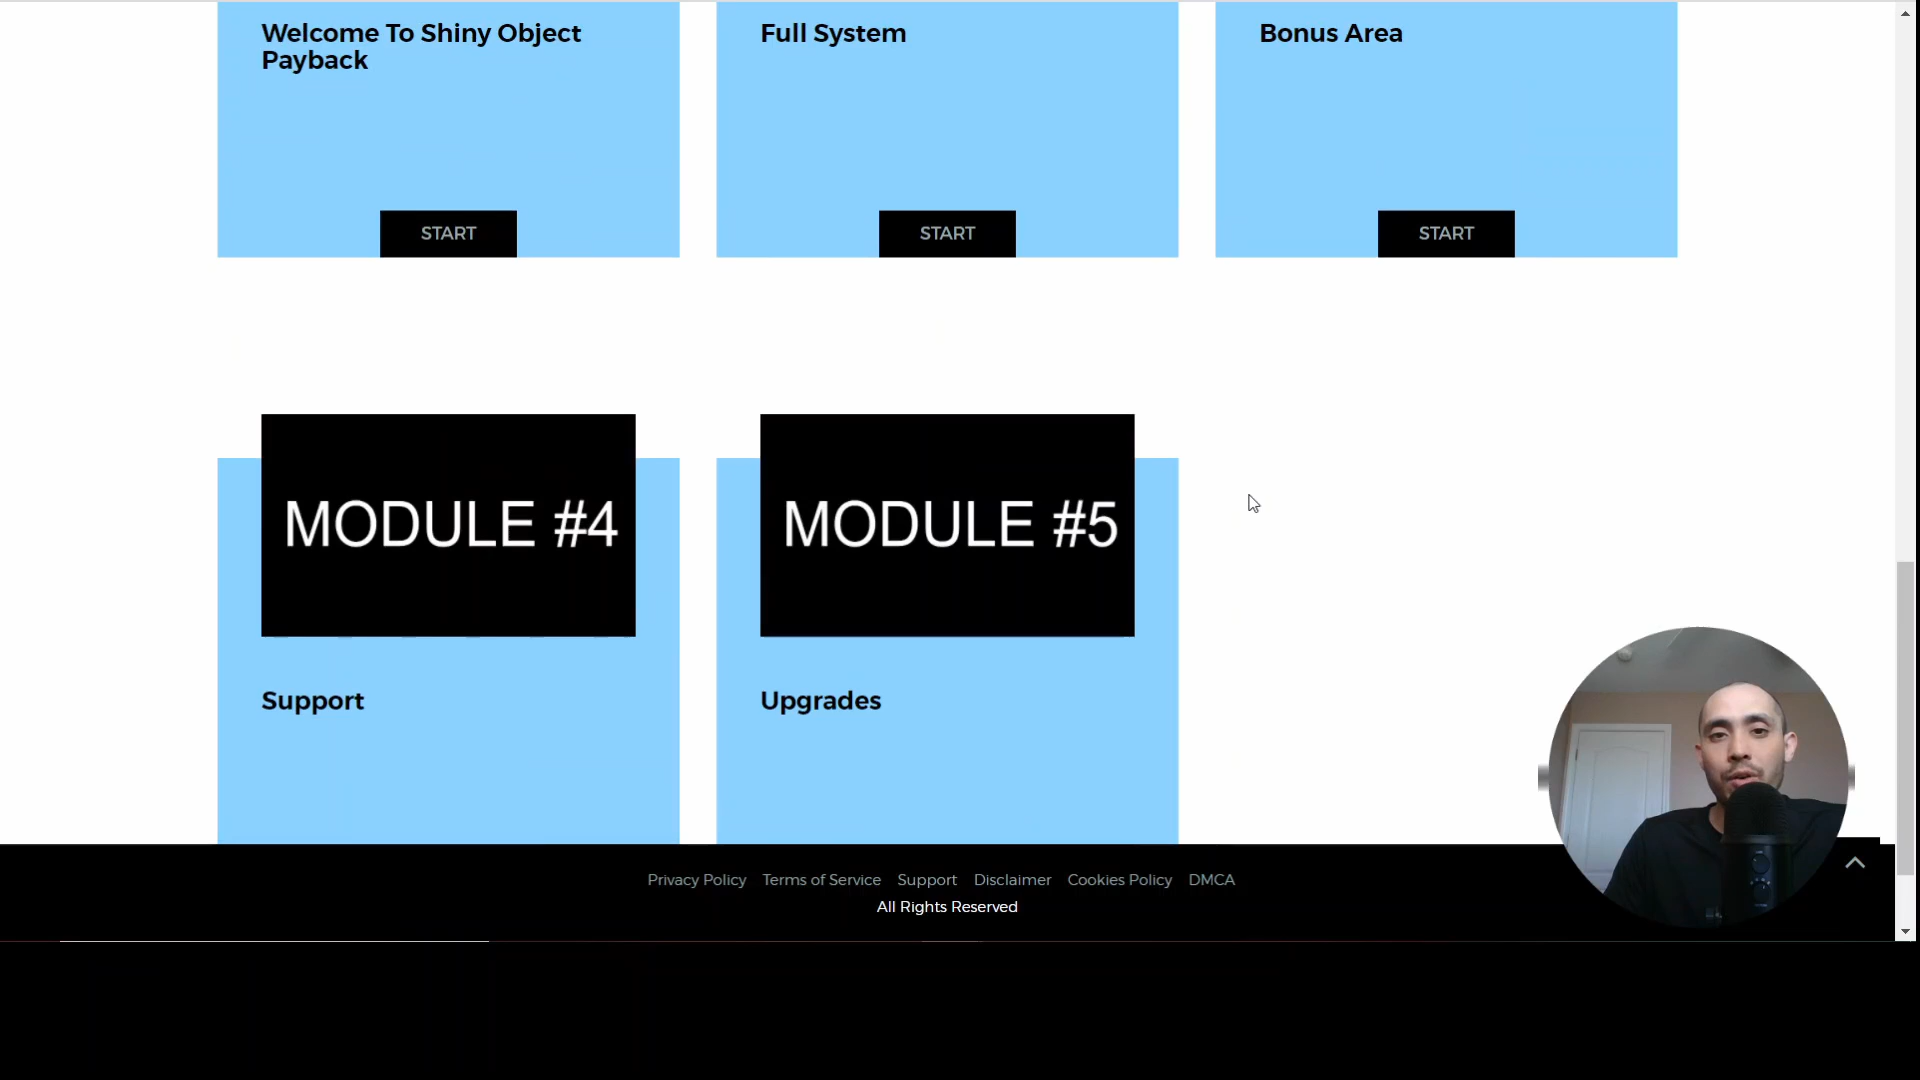 Welcome To Shiny Object
Payback
START
Full System
START
Bonus Area
START
MODULE #4
Support
MODULE #5
Upgrades
Privacy Policy Terms of Service Support Disclaimer Cookies Policy DMCA
All Rights Reserved